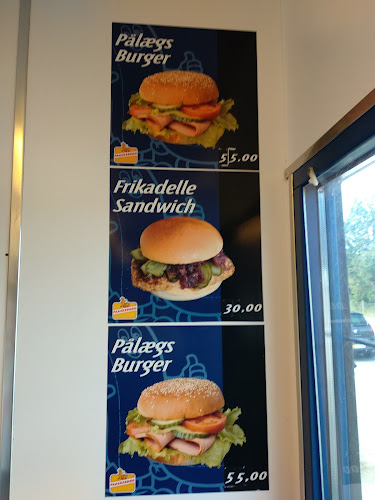 Pålægs
Burger
55.00
Frikadelle
Sandwich
30.00
Pålægs
Burger
55.00